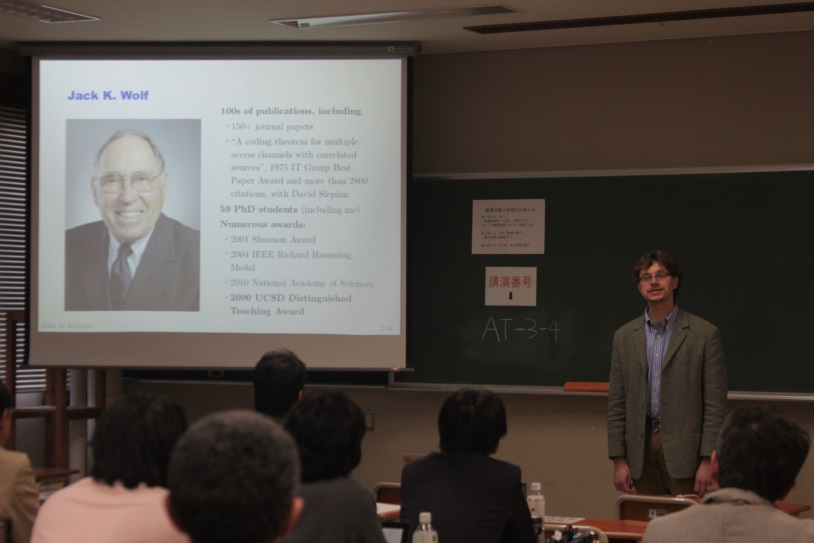 Jack K. Wolf
100s of publications, including
150+ journal papers
"A coding theorem for multiple
access channels with correlated
sources", 1975 IT Group Best
Paper Award and more than 2800
citations, with David Slepian
59 PhD students (including me)
Numerous awards:
2001 Shannon Award
2004 IEEE Richard Hamming
Medal
2010 National Academy of Sciences
2000 UCSD Distinguished
Teaching Award
講演番号
AT-3-4